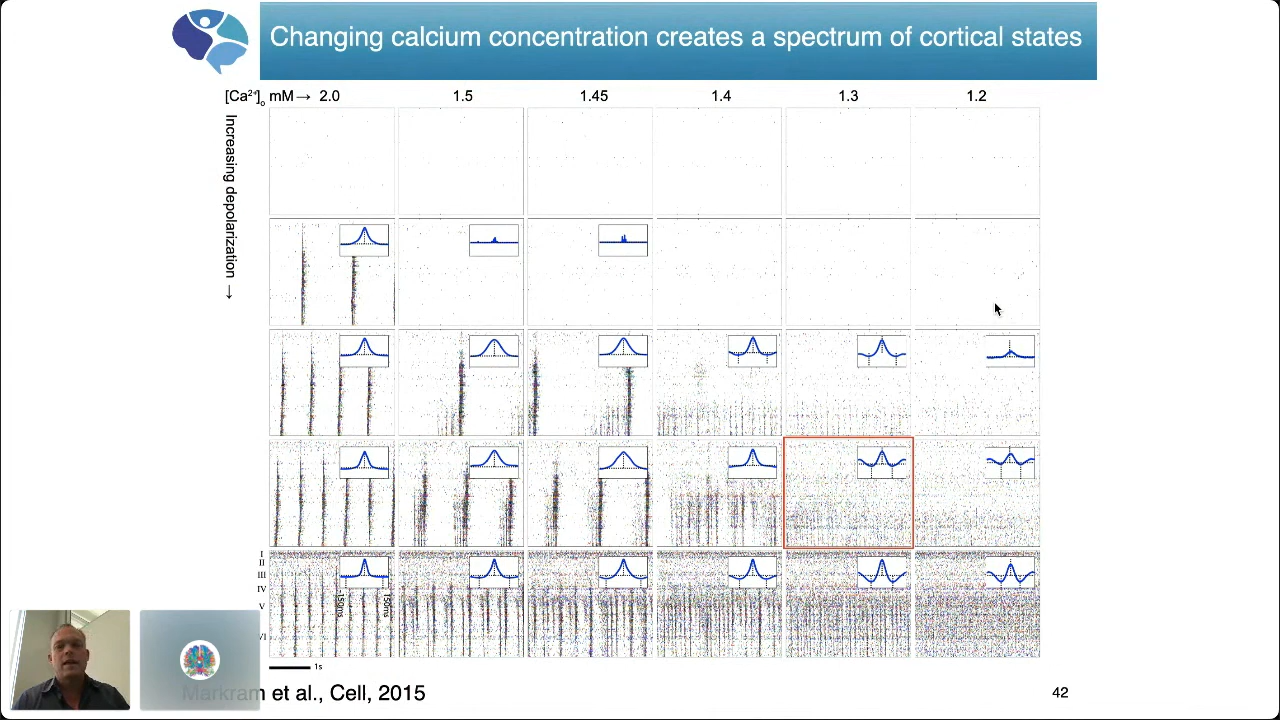 Changing calcium concentration creates a spectrum of cortical states
[Ca²⁺]ₒ mM→ 2.0 1.5 1.45 1.4 1.3 1.2
Increasing depolarization →
I
II
III
IV
V
VI
-150ms 150ms
1s
Markram et al., Cell, 2015
42